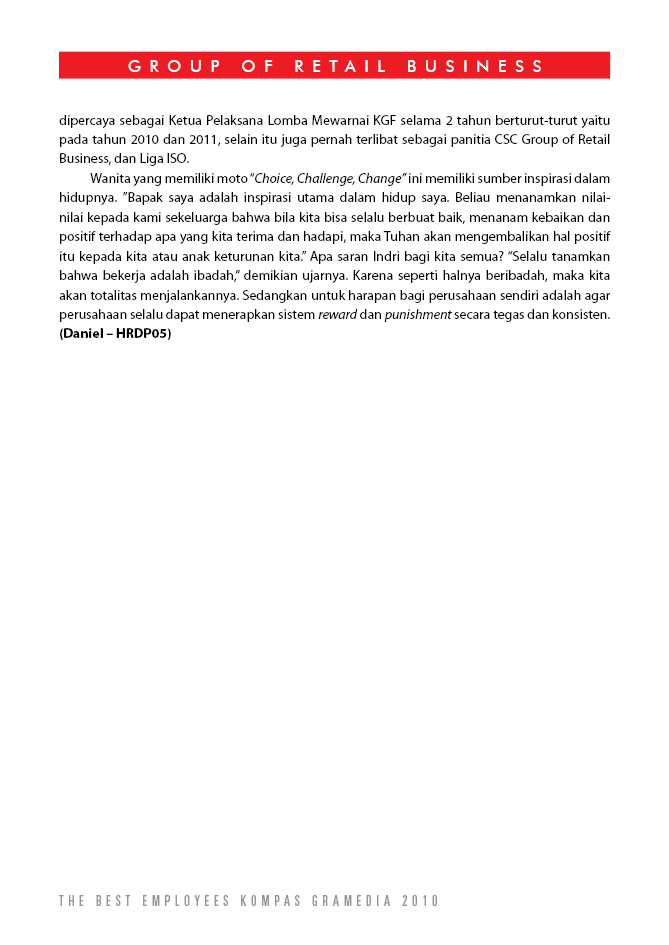 GROUP OF RETAIL BUSINESS
dipercaya sebagai Ketua Pelaksana Lomba Mewarnai KGF selama 2 tahun berturut-turut yaitu
pada tahun 2010 dan 2011, selain itu juga pernah terlibat sebagai panitia CSC Group of Retail
Business, dan Liga ISO.
Wanita yang memiliki moto “Choice, Challenge, Change” ini memiliki sumber inspirasi dalam
hidupnya. “Bapak saya adalah inspirasi utama dalam hidup saya. Beliau menanamkan nilai-
nilai kepada kami sekeluarga bahwa bila kita bisa selalu berbuat baik, menanam kebaikan dan
positif terhadap apa yang kita terima dan hadapi, maka Tuhan akan mengembalikan hal positif
itu kepada kita atau anak keturunan kita.” Apa saran Indri bagi kita semua? “Selalu tanamkan
bahwa bekerja adalah ibadah,” demikian ujarnya. Karena seperti halnya beribadah, maka kita
akan totalitas menjalankannya. Sedangkan untuk harapan bagi perusahaan sendiri adalah agar
perusahaan selalu dapat menerapkan sistem reward dan punishment secara tegas dan konsisten.
(Daniel – HRDP05)
THE BEST EMPLOYEES KOMPAS GRAMEDIA 2010